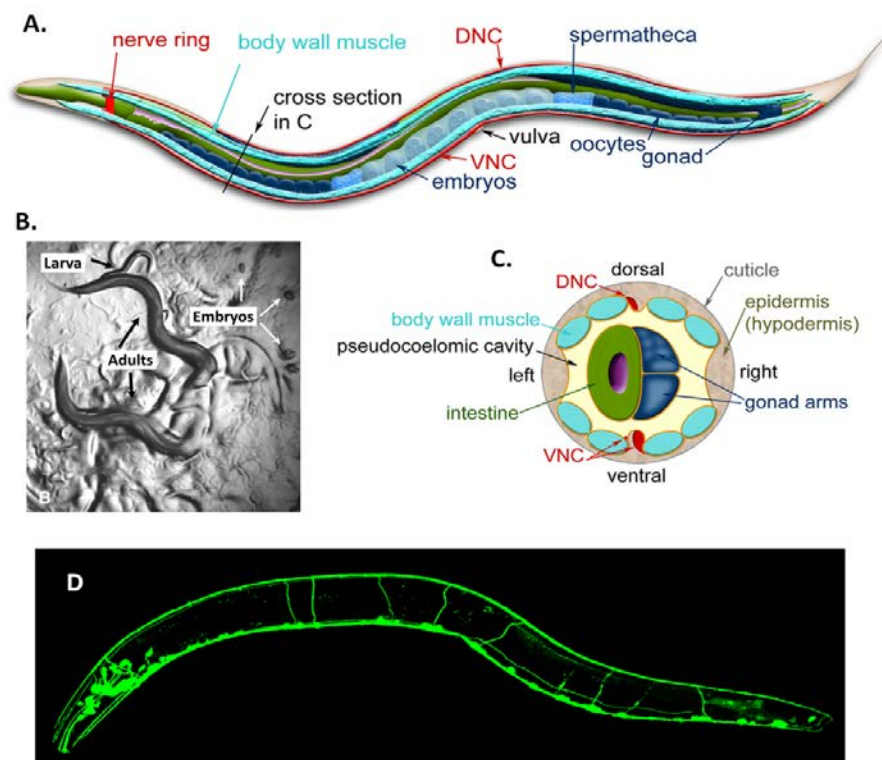 A.
nerve ring
body wall muscle
DNC
spermatheca
cross section
in C
vulva
oocytes
gonad
VNC
embryos
B.
Larva
Embryos
Adults
B
C.
DNC
dorsal
cuticle
body wall muscle
epidermis
(hypodermis)
pseudocoelomic cavity
left
right
intestine
gonad arms
VNC
ventral
D